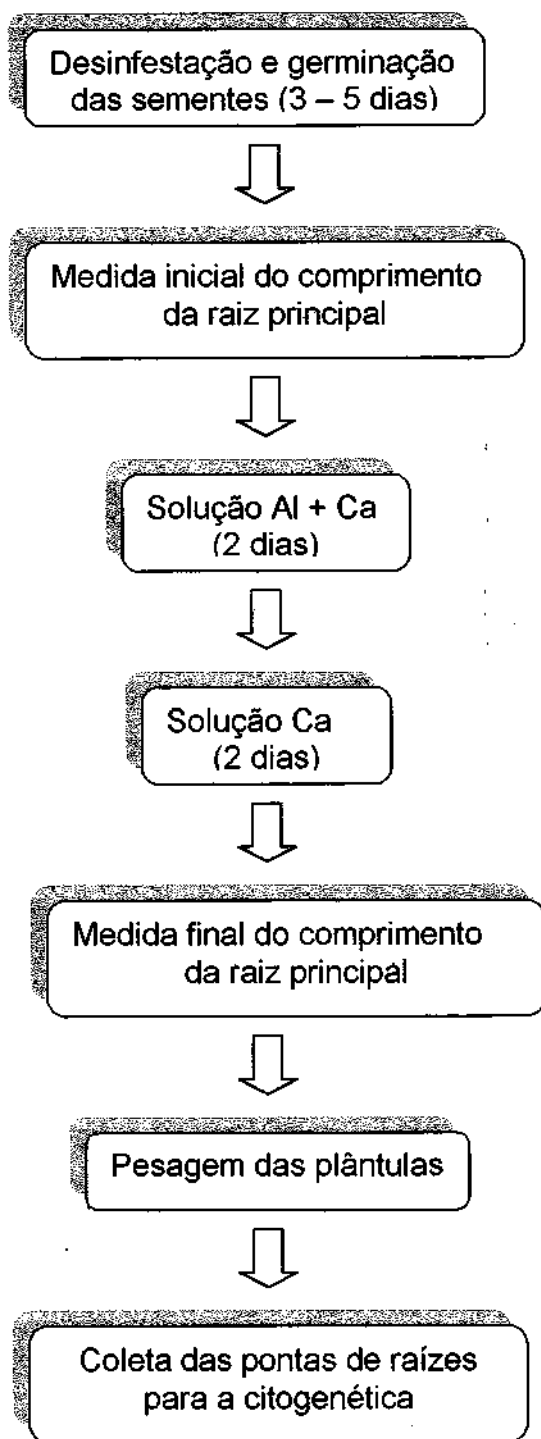 Desinfestação e germinação
das sementes (3 – 5 dias)
Medida inicial do comprimento
da raiz principal
Solução Al + Ca
(2 dias)
Solução Ca
(2 dias)
Medida final do comprimento
da raiz principal
Pesagem das plântulas
Coleta das pontas de raízes
para a citogenética